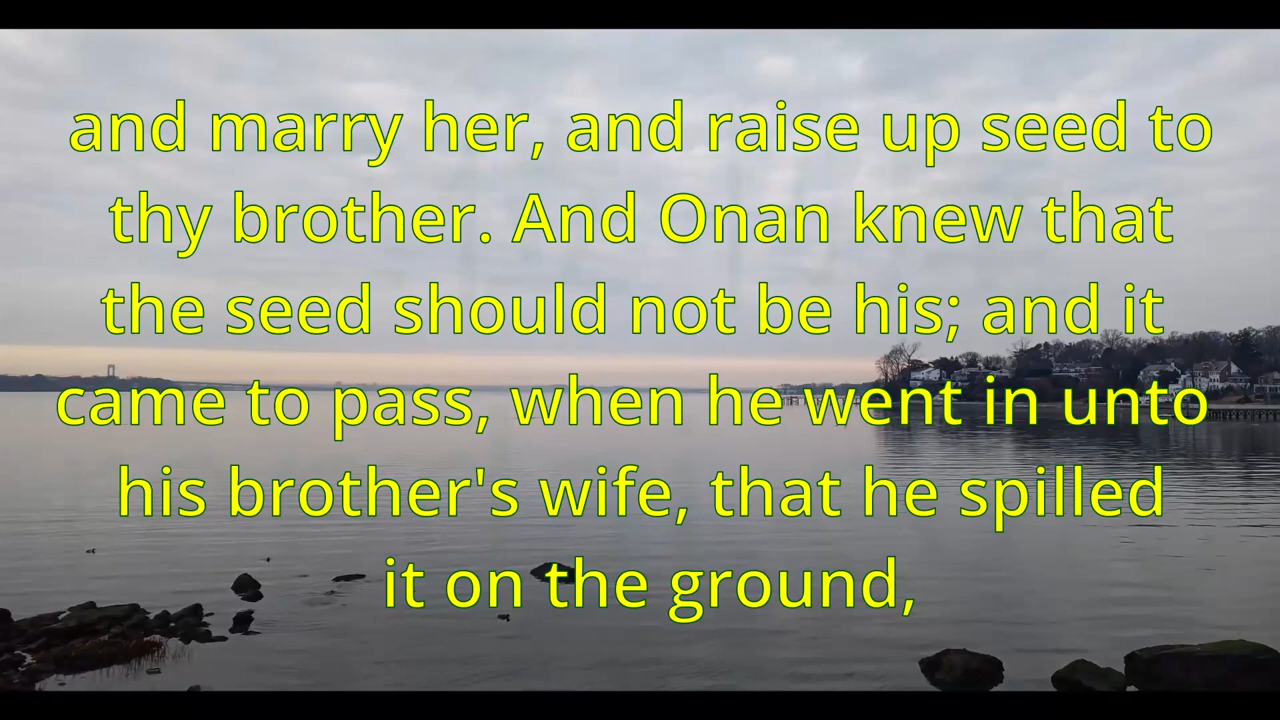 and marry her, and raise up seed to
thy brother. And Onan knew that
the seed should not be his; and it
came to pass, when he went in unto
his brother's wife, that he spilled
it on the ground,